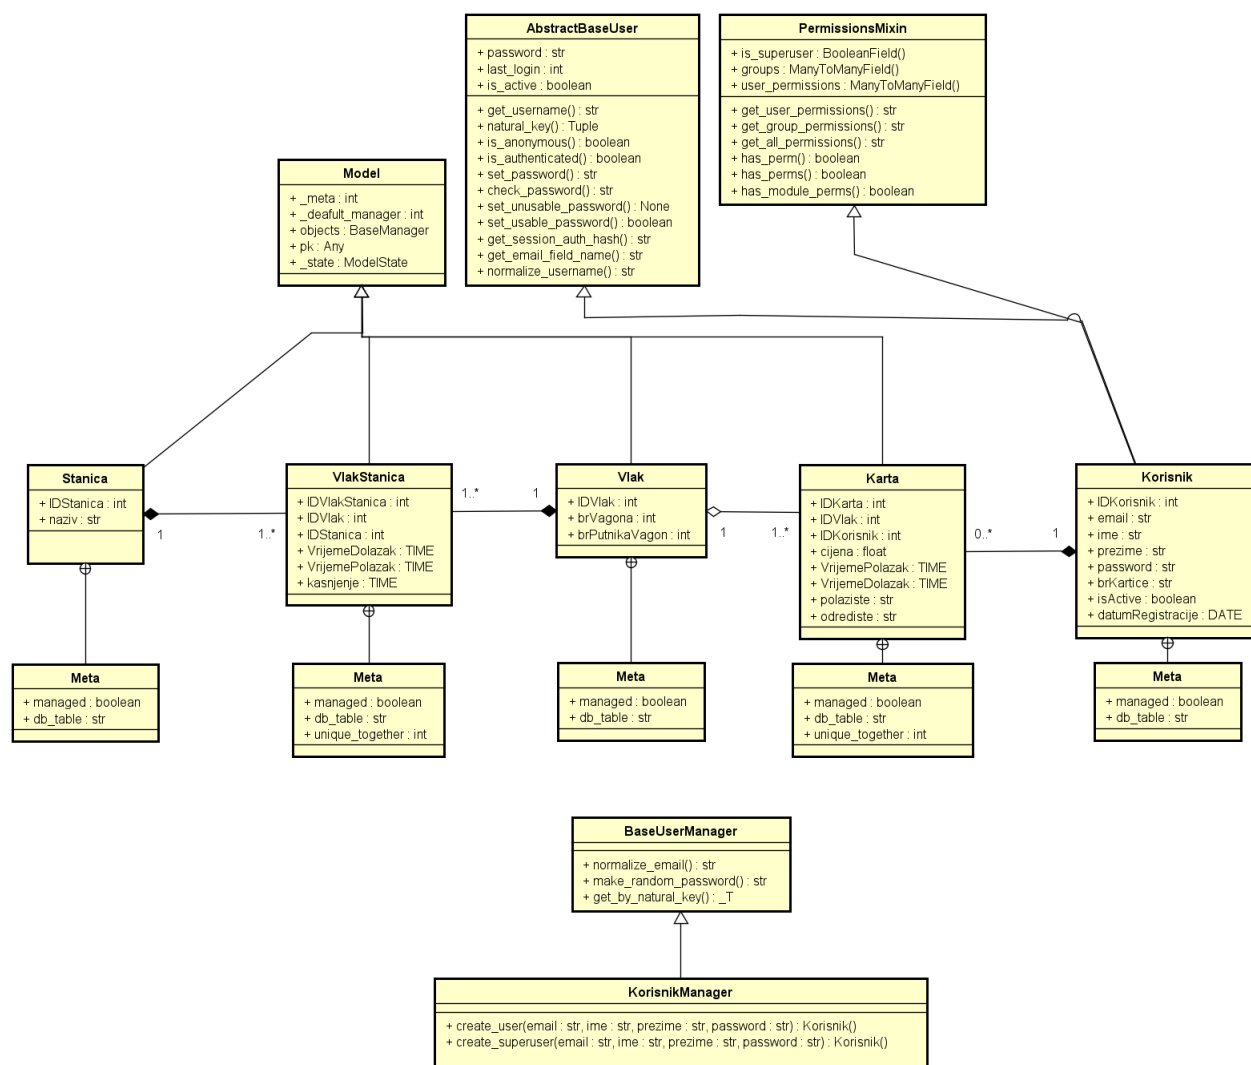 AbstractBaseUser
+ password : str
+ last_login : int
+ is_active : boolean
+ get_username() : str
+ natural_key() : Tuple
+ is_anonymous() : boolean
+ is_authenticated() : boolean
+ set_password() : str
+ check_password() : str
+ set_unusable_password() : None
+ set_usable_password() : boolean
+ get_session_auth_hash() : str
+ get_email_field_name() : str
+ normalize_username() : str
PermissionsMixin
+ is_superuser : BooleanField()
+ groups : ManyToManyField()
+ user_permissions : ManyToManyField()
+ get_user_permissions() : str
+ get_group_permissions() : str
+ get_all_permissions() : str
+ has_perm() : boolean
+ has_perms() : boolean
+ has_module_perms() : boolean
Model
+ _meta : int
+ _deafult_manager : int
+ objects : BaseManager
+ pk : Any
+ _state : ModelState
Stanica
+ IDStanica : int
+ naziv : str
1
1..*
VlakStanica
+ IDVlakStanica : int
+ IDVlak : int
+ IDStanica : int
+ VrijemeDolazak : TIME
+ VrijemePolazak : TIME
+ kasnjenje : TIME
1..*
1
Vlak
+ IDVlak : int
+ brVagona : int
+ brPutnikaVagon : int
1
1..*
Karta
+ IDKarta : int
+ IDVlak : int
+ IDKorisnik : int
+ cijena : float
+ VrijemePolazak : TIME
+ VrijemeDolazak : TIME
+ polaziste : str
+ odrediste : str
0..*
1
Korisnik
+ IDKorisnik : int
+ email : str
+ ime : str
+ prezime : str
+ password : str
+ brKartice : str
+ isActive : boolean
+ datumRegistracije : DATE
Meta
+ managed : boolean
+ db_table : str
Meta
+ managed : boolean
+ db_table : str
+ unique_together : int
Meta
+ managed : boolean
+ db_table : str
Meta
+ managed : boolean
+ db_table : str
+ unique_together : int
Meta
+ managed : boolean
+ db_table : str
BaseUserManager
+ normalize_email() : str
+ make_random_password() : str
+ get_by_natural_key() : _T
KorisnikManager
+ create_user(email : str, ime : str, prezime : str, password : str) : Korisnik()
+ create_superuser(email : str, ime : str, prezime : str, password : str) : Korisnik()